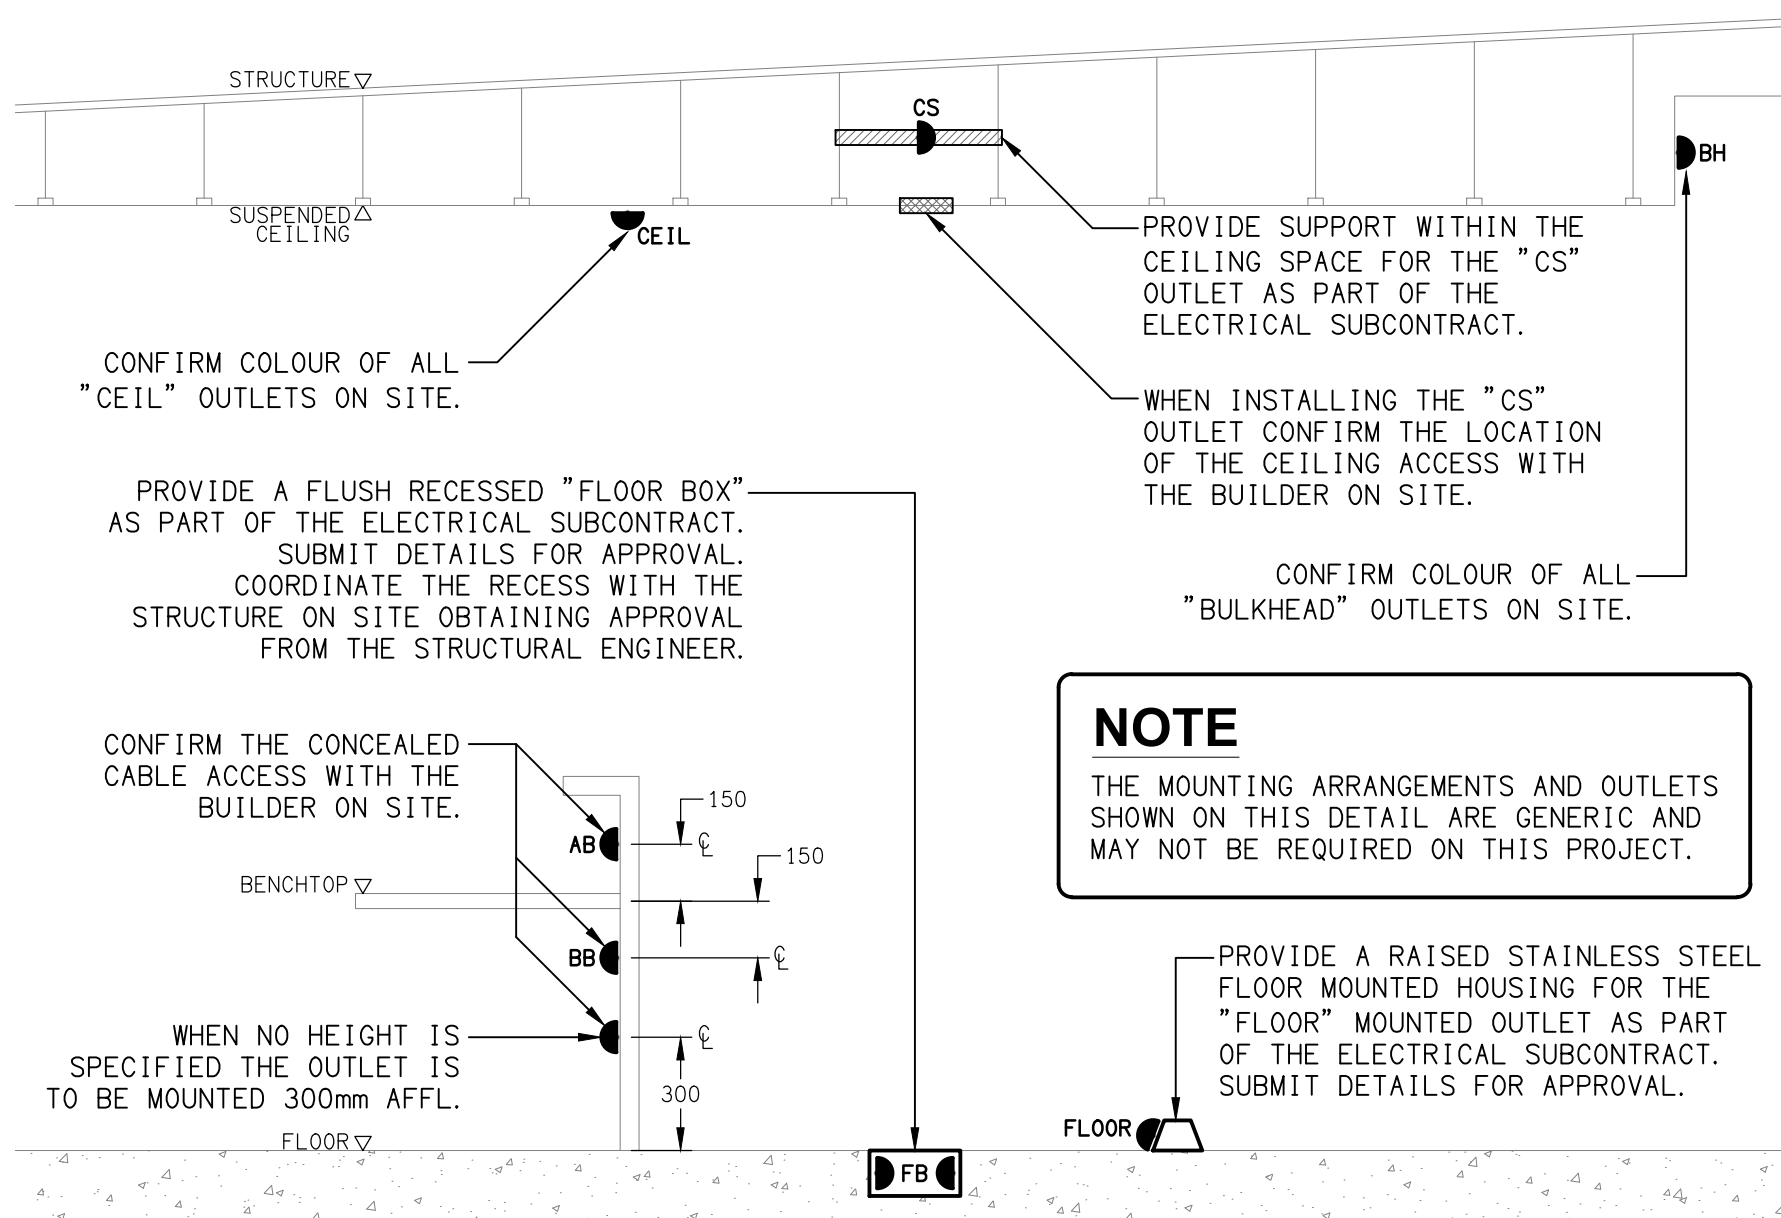 STRUCTURE
CS
BH
SUSPENDED
CEILING
CEIL
PROVIDE SUPPORT WITHIN THE
CEILING SPACE FOR THE "CS"
OUTLET AS PART OF THE
ELECTRICAL SUBCONTRACT.
CONFIRM COLOUR OF ALL
"CEIL" OUTLETS ON SITE.
WHEN INSTALLING THE "CS"
OUTLET CONFIRM THE LOCATION
OF THE CEILING ACCESS WITH
THE BUILDER ON SITE.
PROVIDE A FLUSH RECESSED "FLOOR BOX"
AS PART OF THE ELECTRICAL SUBCONTRACT.
SUBMIT DETAILS FOR APPROVAL.
COORDINATE THE RECESS WITH THE
STRUCTURE ON SITE OBTAINING APPROVAL
FROM THE STRUCTURAL ENGINEER.
CONFIRM COLOUR OF ALL
"BULKHEAD" OUTLETS ON SITE.
NOTE
THE MOUNTING ARRANGEMENTS AND OUTLETS
SHOWN ON THIS DETAIL ARE GENERIC AND
MAY NOT BE REQUIRED ON THIS PROJECT.
CONFIRM THE CONCEALED
CABLE ACCESS WITH THE
BUILDER ON SITE.
150
AB
℄
150
BENCHTOP
BB
℄
WHEN NO HEIGHT IS
SPECIFIED THE OUTLET IS
TO BE MOUNTED 300mm AFFL.
℄
300
PROVIDE A RAISED STAINLESS STEEL
FLOOR MOUNTED HOUSING FOR THE
"FLOOR" MOUNTED OUTLET AS PART
OF THE ELECTRICAL SUBCONTRACT.
SUBMIT DETAILS FOR APPROVAL.
FLOOR
FLOOR
FB